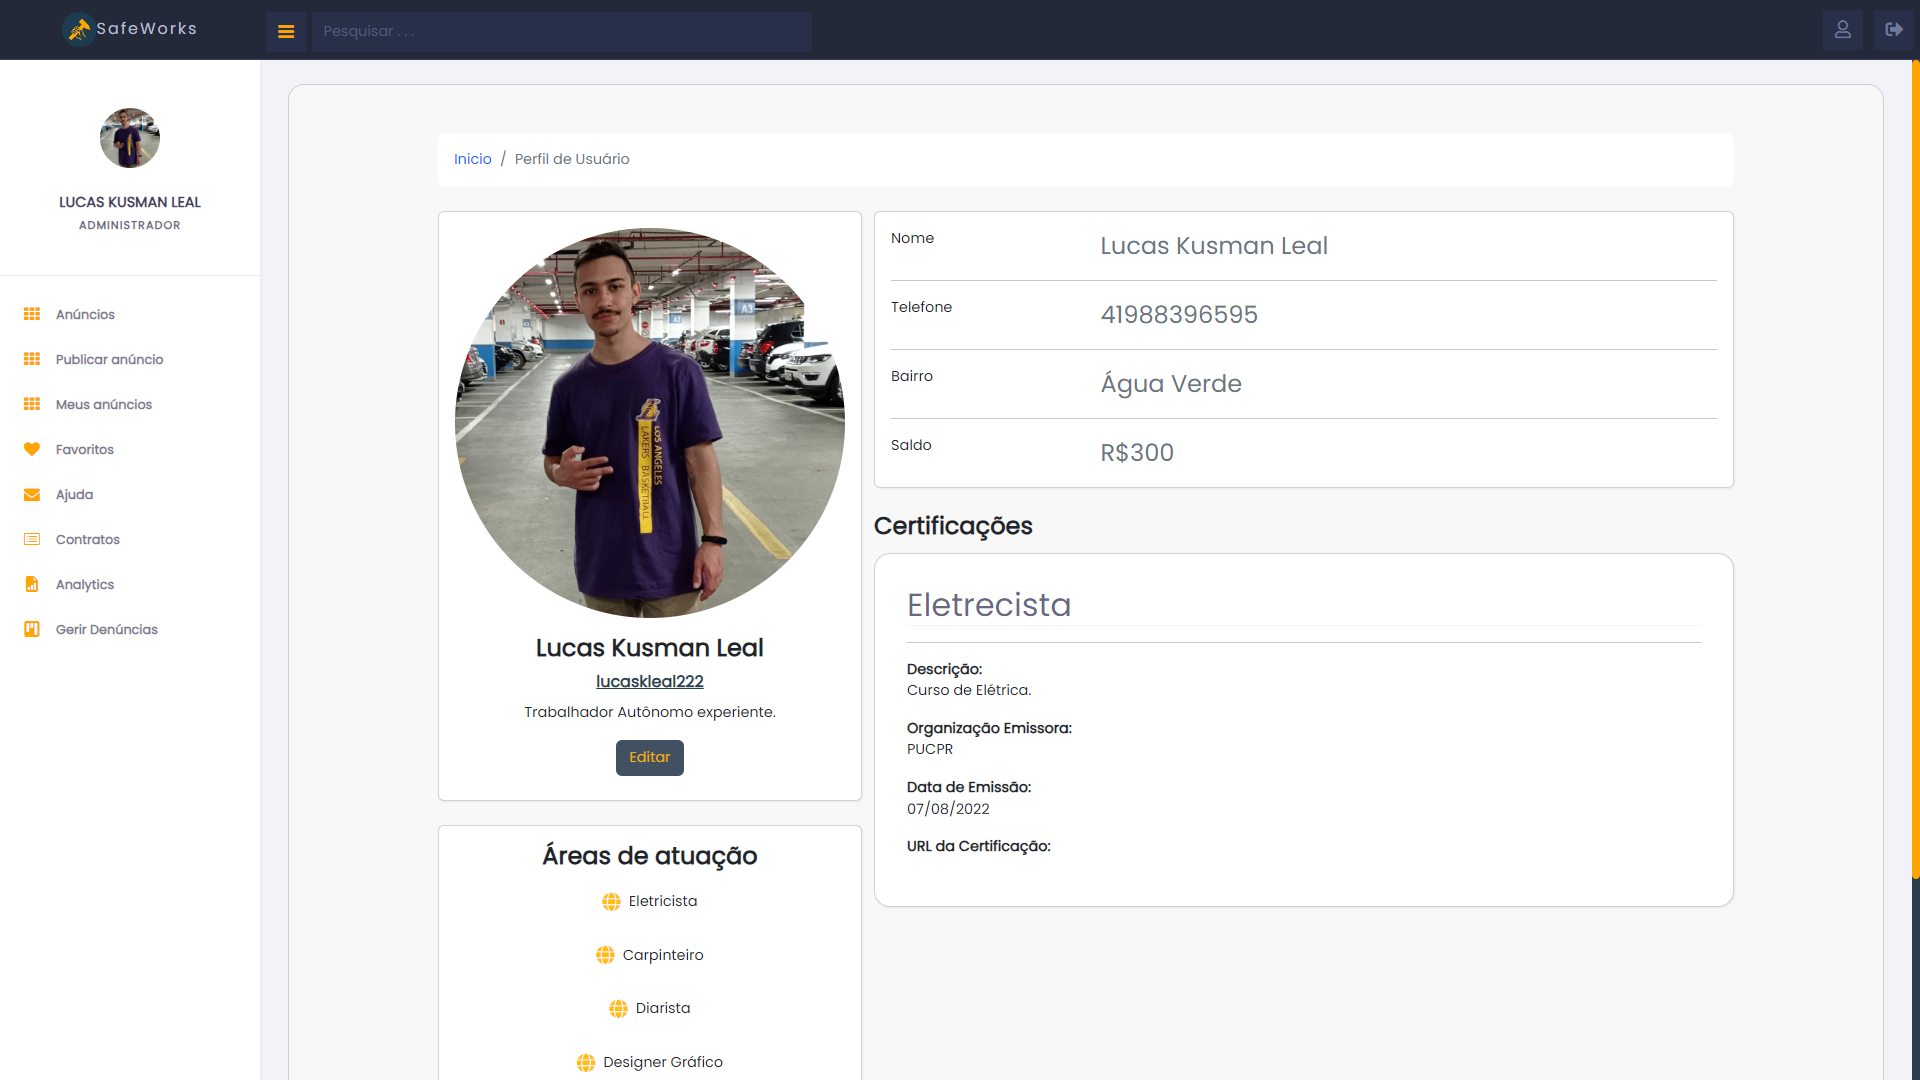 SafeWorks
Pesquisar . . .
LUCAS KUSMAN LEAL
ADMINISTRADOR
Anúncios
Publicar anúncio
Meus anúncios
Favoritos
Ajuda
Contratos
Analytics
Gerir Denúncias
Inicio / Perfil de Usuário
A3
A3
LOS ANGELES
LAKERS BASKETBALL
Lucas Kusman Leal
lucaskleal222
Trabalhador Autônomo experiente.
Editar
Áreas de atuação
Eletricista
Carpinteiro
Diarista
Designer Gráfico
Nome Lucas Kusman Leal
Telefone 41988396595
Bairro Água Verde
Saldo R$300
Certificações
Eletrecista
Descrição:
Curso de Elétrica.
Organização Emissora:
PUCPR
Data de Emissão:
07/08/2022
URL da Certificação: